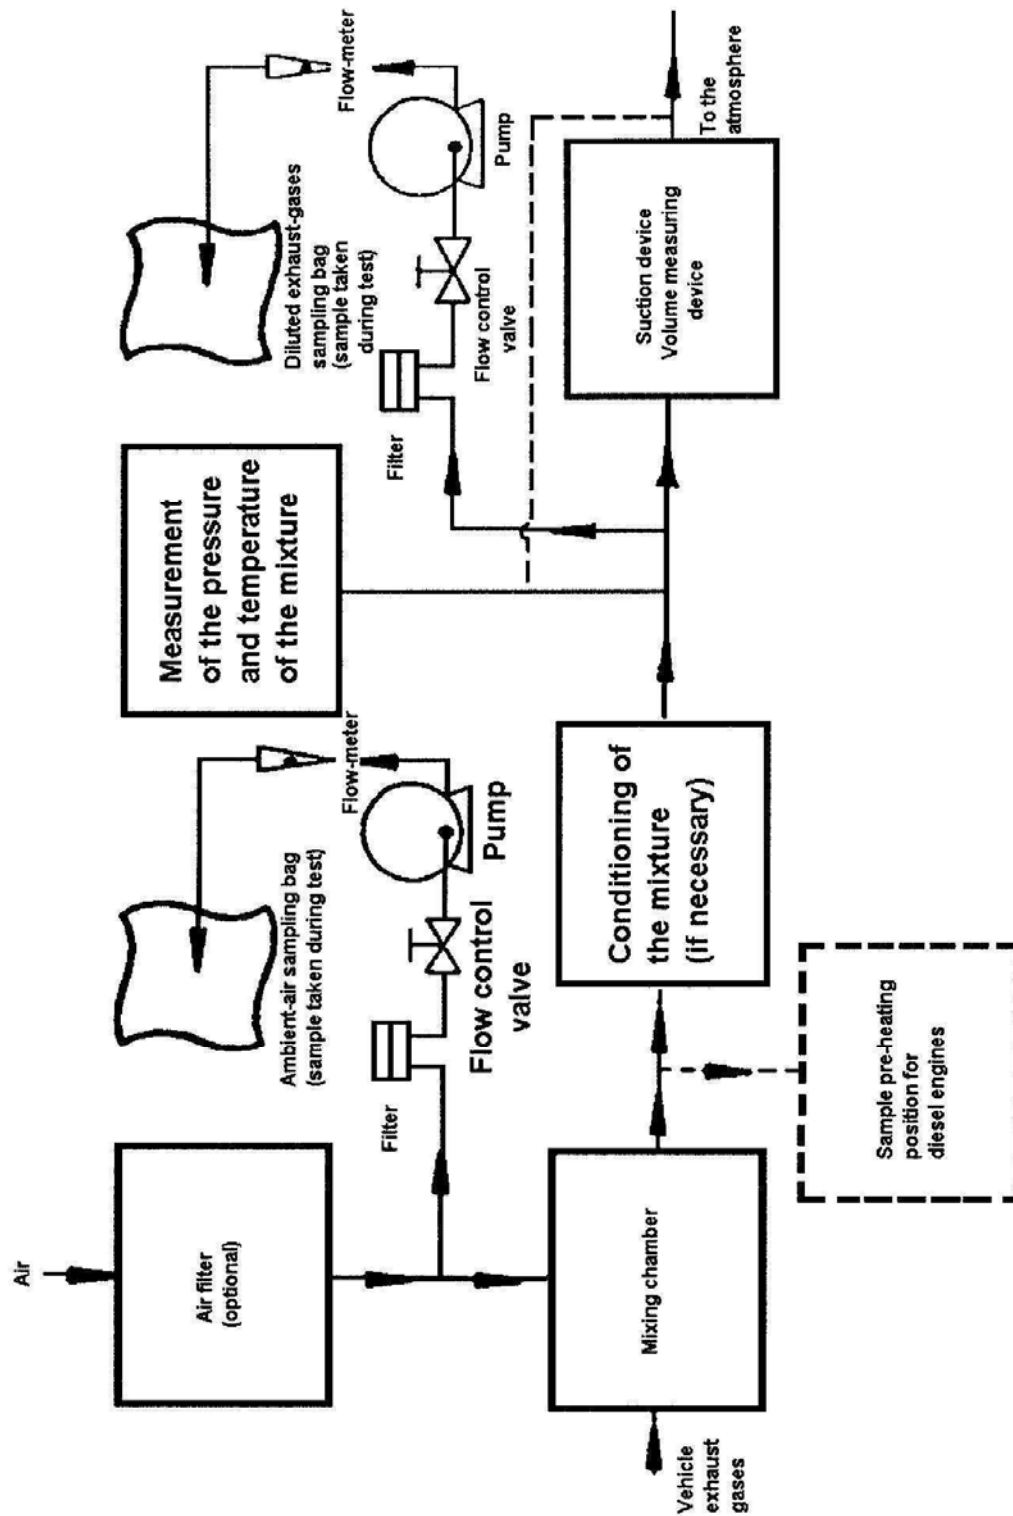 Air
Air filter
(optional)
Ambient-air sampling bag
(sample taken during test)
Flow-meter
Filter
Flow control
valve
Pump
Measurement
of the pressure
and temperature
of the mixture
Diluted exhaust-gases
sampling bag
(sample taken
during test)
Flow-meter
Filter
Flow control
valve
Pump
Vehicle
exhaust
gases
Mixing chamber
Conditioning of
the mixture
(if necessary)
Suction device
Volume measuring
device
To the
atmosphere
Sample pre-heating
position for
diesel engines